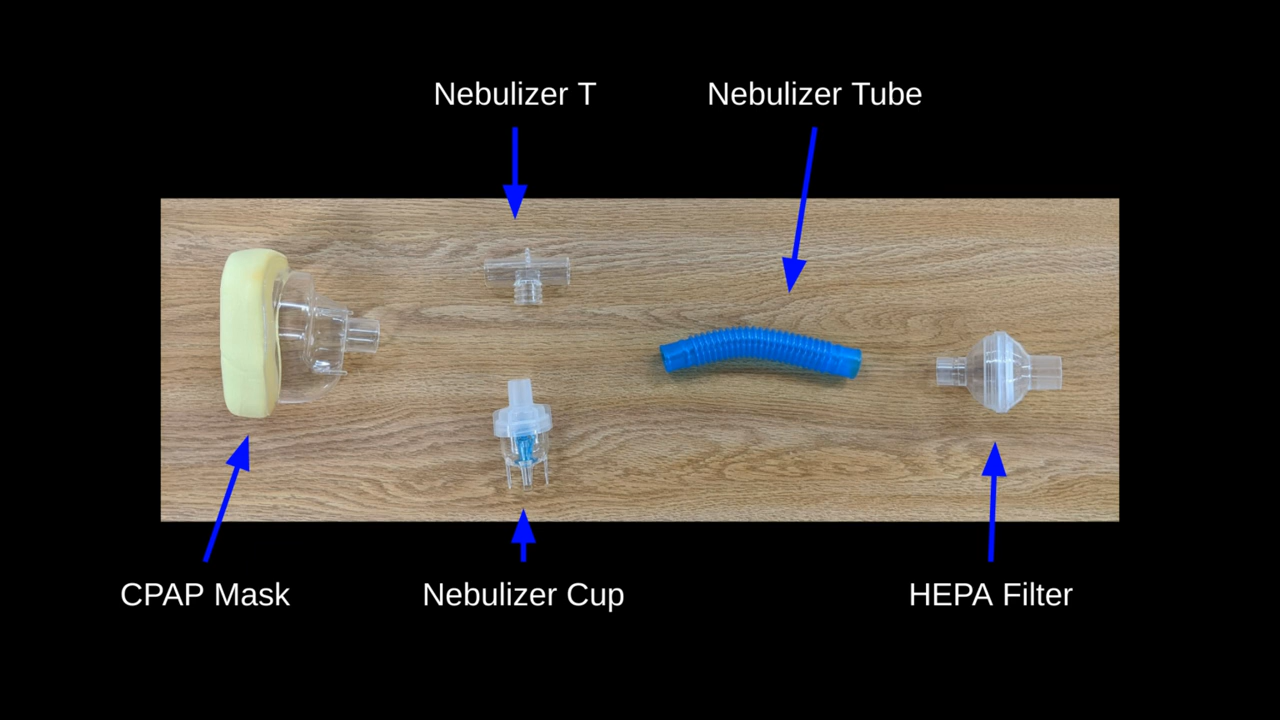 Nebulizer T
Nebulizer Tube
CPAP Mask
Nebulizer Cup
HEPA Filter